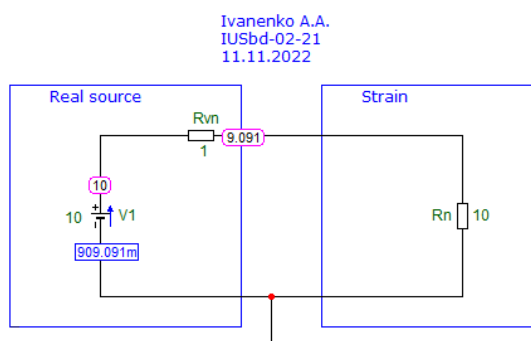 Ivanenko A.A.
IUSbd-02-21
11.11.2022
Real source
Strain
Rvn
9.091
1
10
10
V1
Rn
10
909.091m